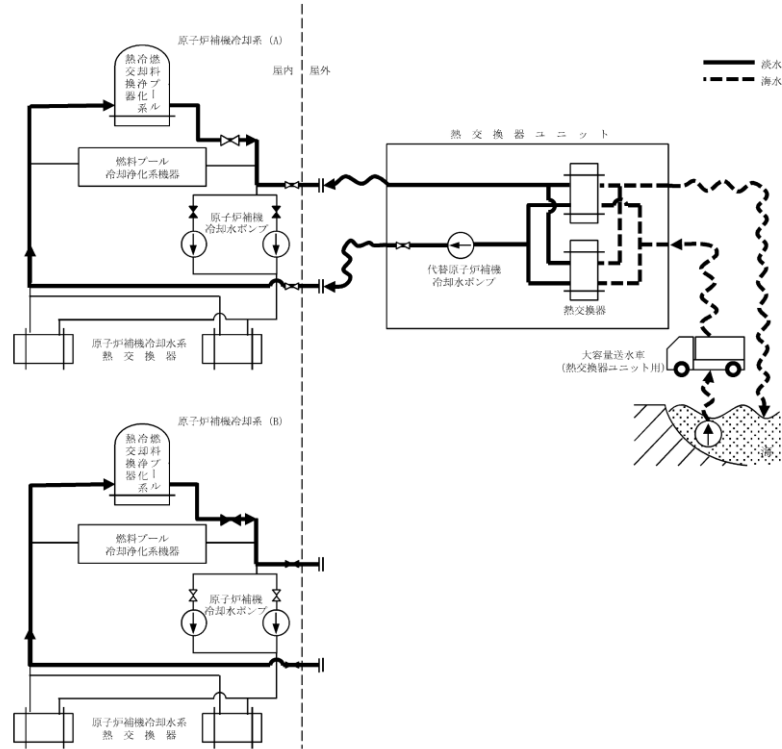 原子炉補機冷却系 (A)
屋内
屋外
淡水
海水
燃料プール
冷却浄化系
熱交換器
燃料プール
冷却浄化系機器
原子炉補機
冷却水ポンプ
原子炉補機冷却水系
熱交換器
熱交換器ユニット
代替原子炉補機
冷却水ポンプ
熱交換器
大容量送水車
(熱交換器ユニット用)
海
原子炉補機冷却系 (B)
燃料プール
冷却浄化系
熱交換器
燃料プール
冷却浄化系機器
原子炉補機
冷却水ポンプ
原子炉補機冷却水系
熱交換器